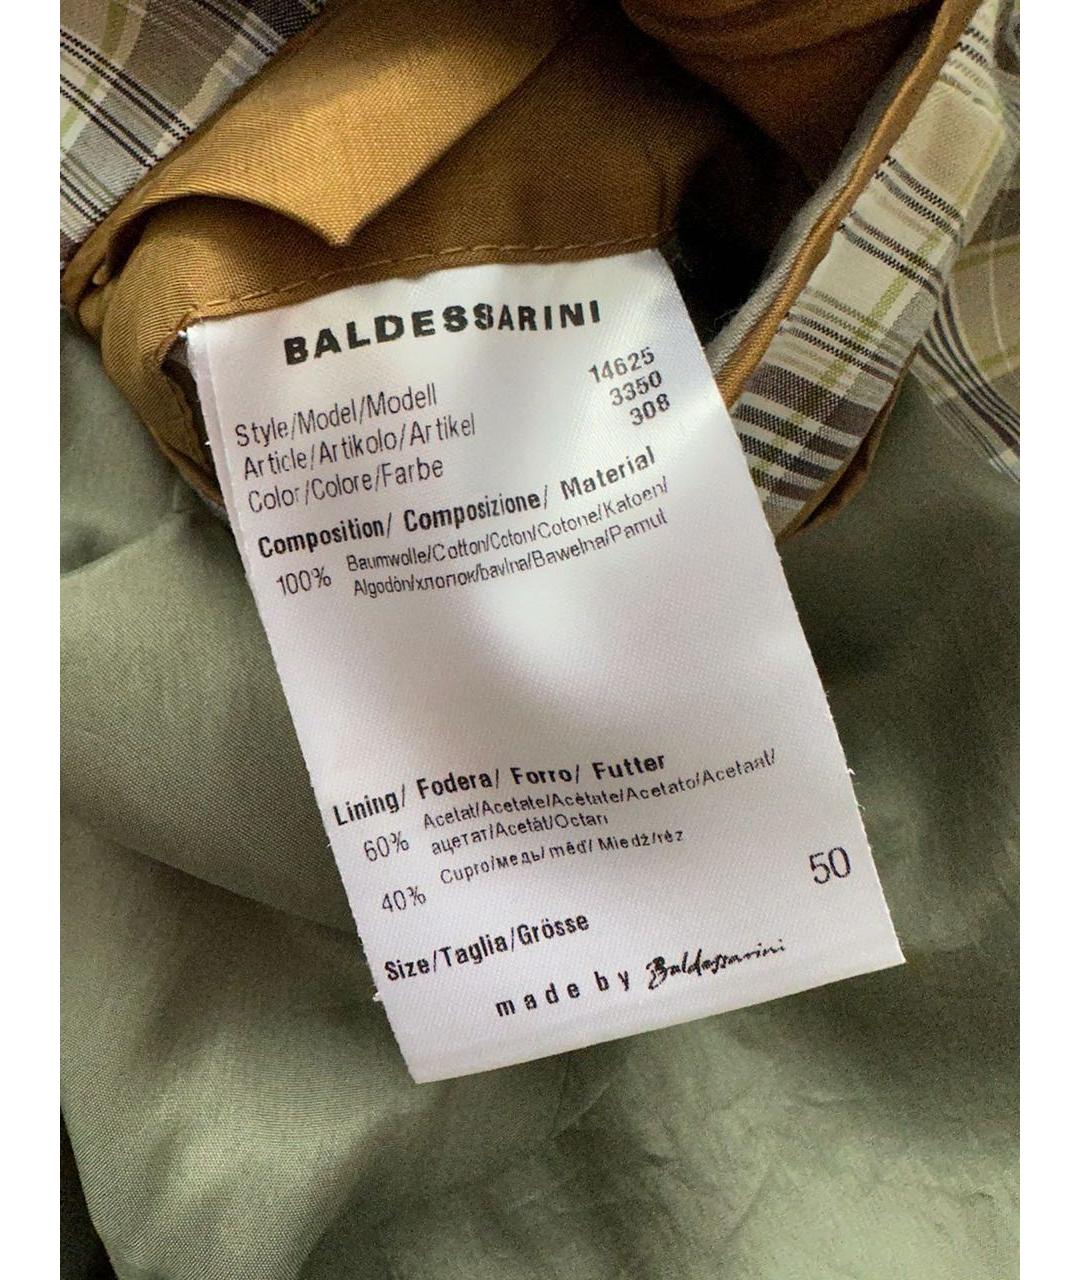 BALDESSARINI
Style/Model/Modell 14625
Article/Artikolo/Artikel 3350
Color/Colore/Farbe 308
Composition/ Composizione/ Material
100% Baumwolle/Cotton/Coton/Cotone/Katoen/
Algodón/хлопок/bavlna/Bawełna/Pamut
Lining/ Fodera/ Forro/ Futter
60% Acetat/Acetate/Acétate/Acetato/Acetaat/
ацетат/Acetát/Octan
40% Cupro/медь/měď/ Miedź/réz
Size/Taglia/Grösse 50
made by Baldessarini